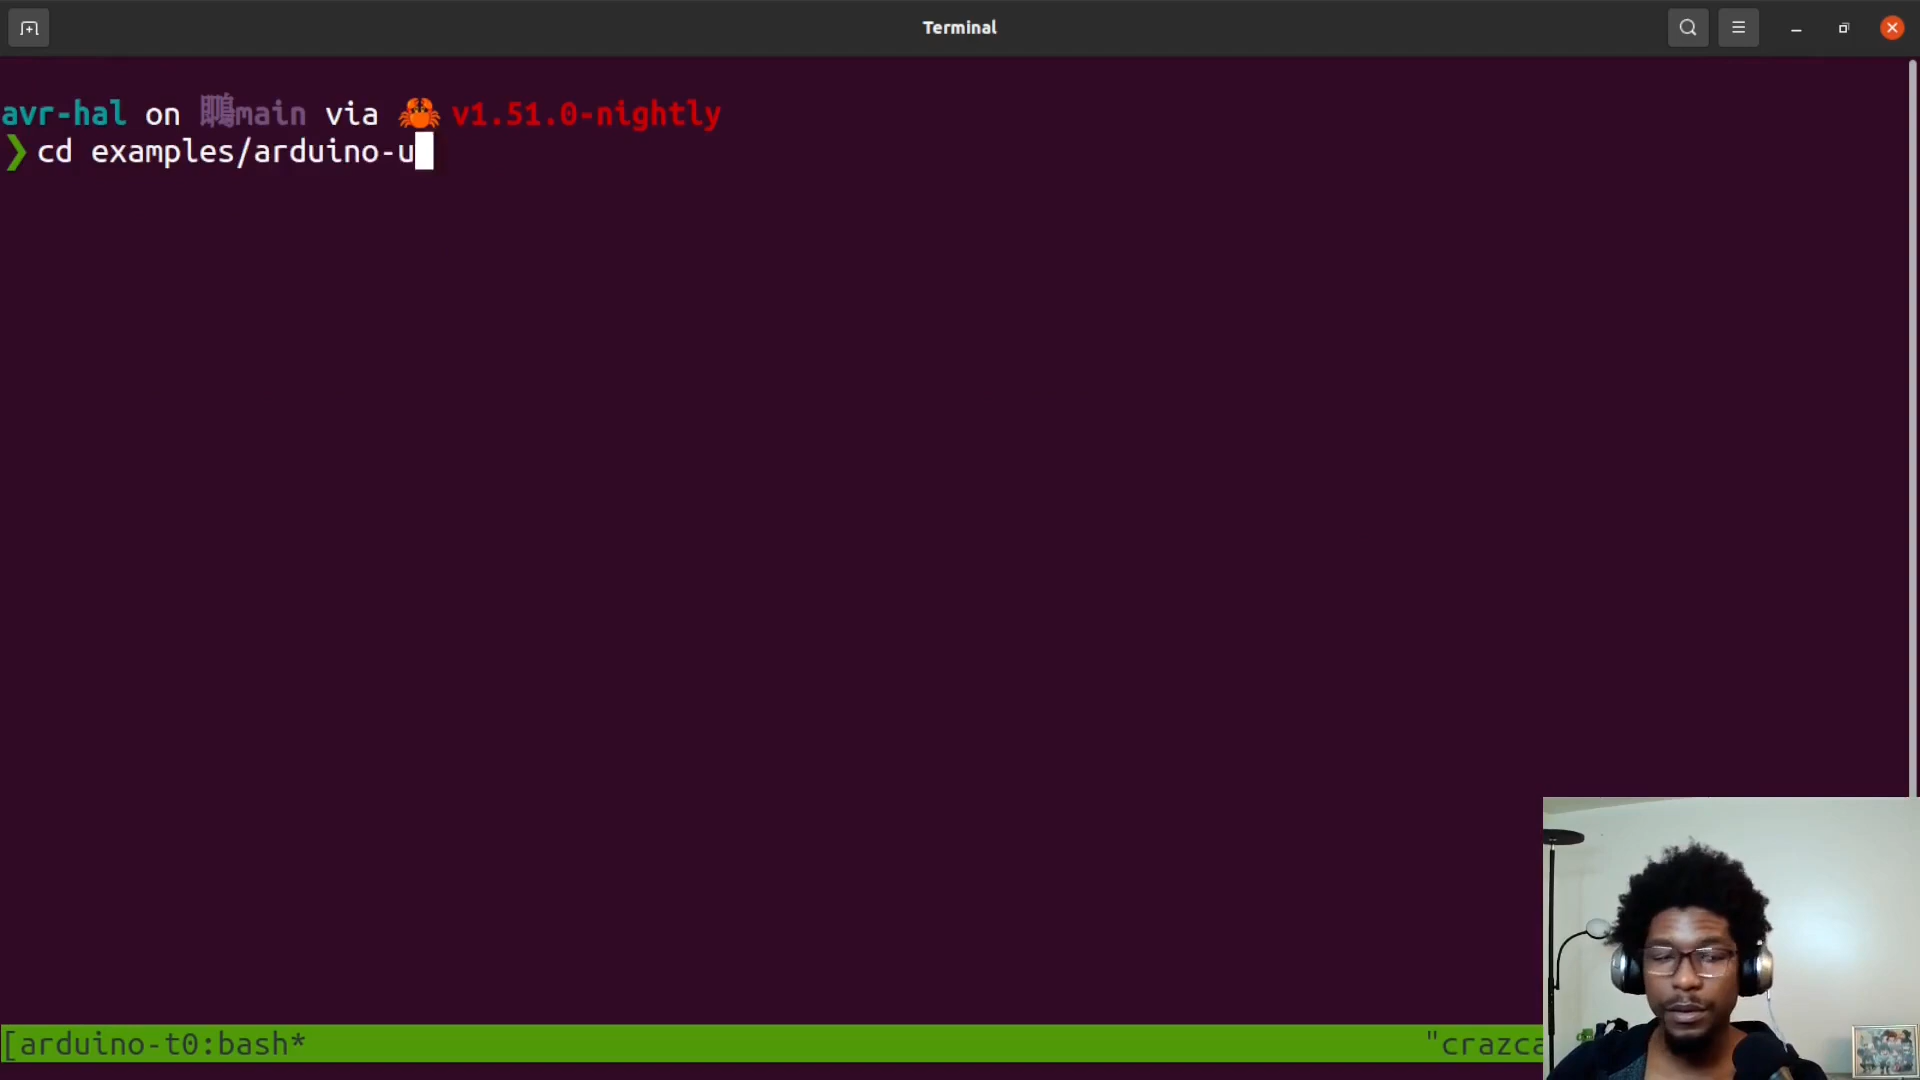 Terminal
avr-hal on main via v1.51.0-nightly
❯ cd examples/arduino-u
[arduino-t0:bash* "crazca